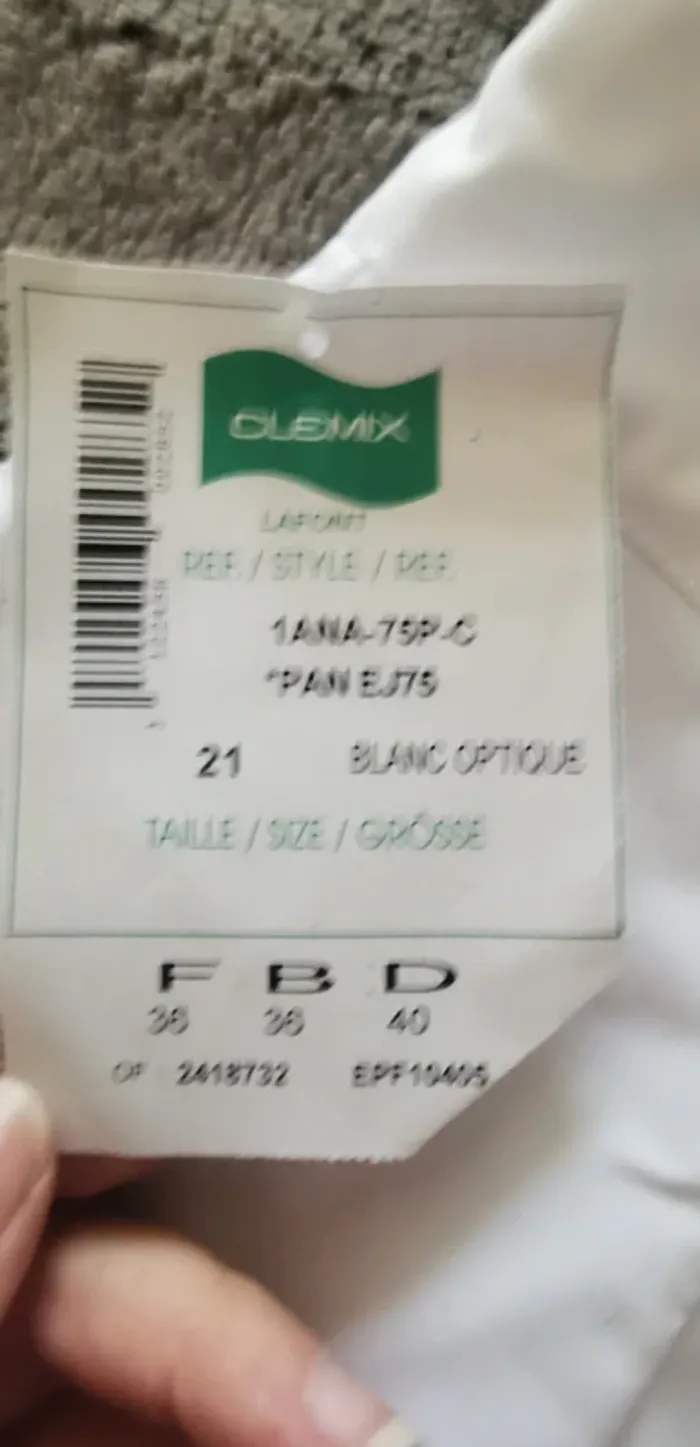 CLEMIX
LAFONT
REF. / STYLE / REF.
1ANA-75P-C
*PAN EJ75
21 BLANC OPTIQUE
TAILLE / SIZE / GRÖSSE
F B D
36 36 40
OF 2418732 EPF10405